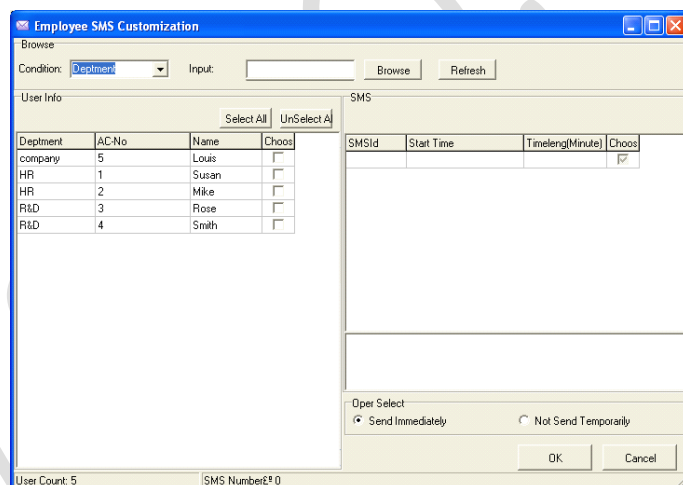 Employee SMS Customization
Browse
Condition: Deptment Input: Browse Refresh
User Info
Select All UnSelect Al
Deptment AC-No Name Choos
company 5 Louis
HR 1 Susan
HR 2 Mike
R&D 3 Rose
R&D 4 Smith
SMS
SMSId Start Time Timeleng(Minute) Choos
Oper Select
Send Immediately Not Send Temporarily
OK Cancel
User Count: 5 SMS Number£º 0